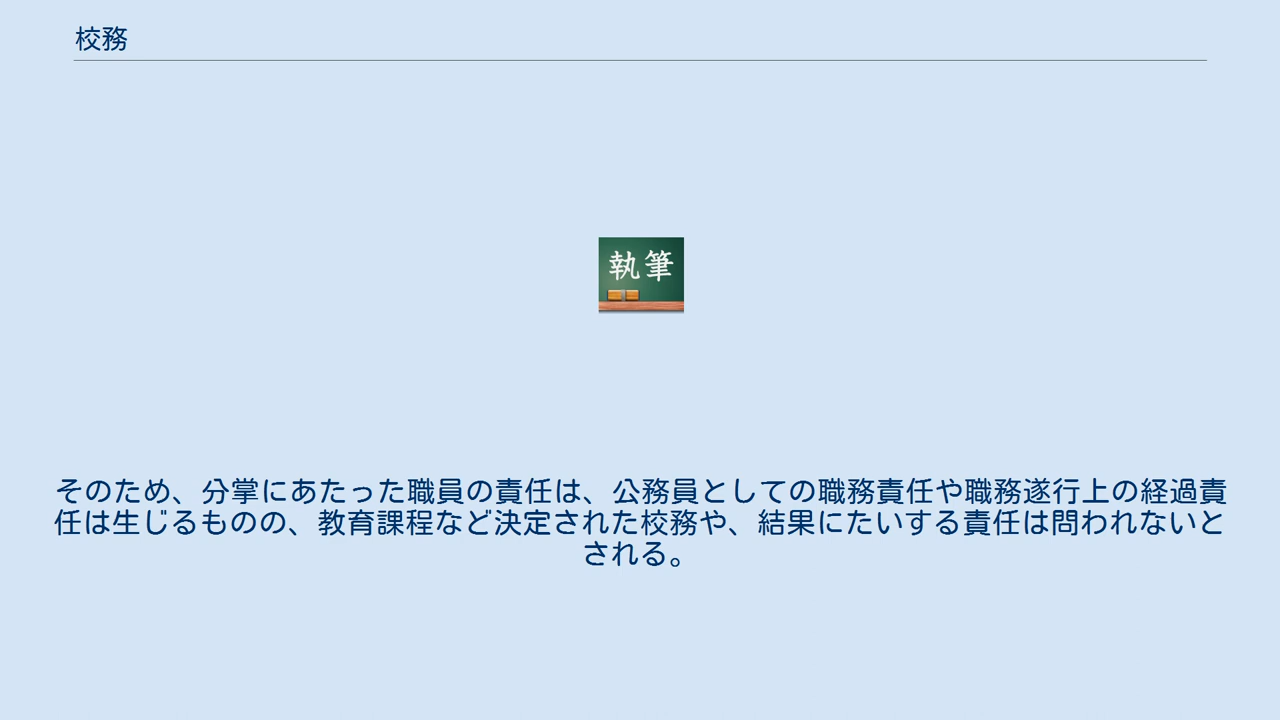 校務
執筆
そのため、分掌にあたった職員の責任は、公務員としての職務責任や職務遂行上の経過責
任は生じるものの、教育課程など決定された校務や、結果にたいする責任は問われないと
される。